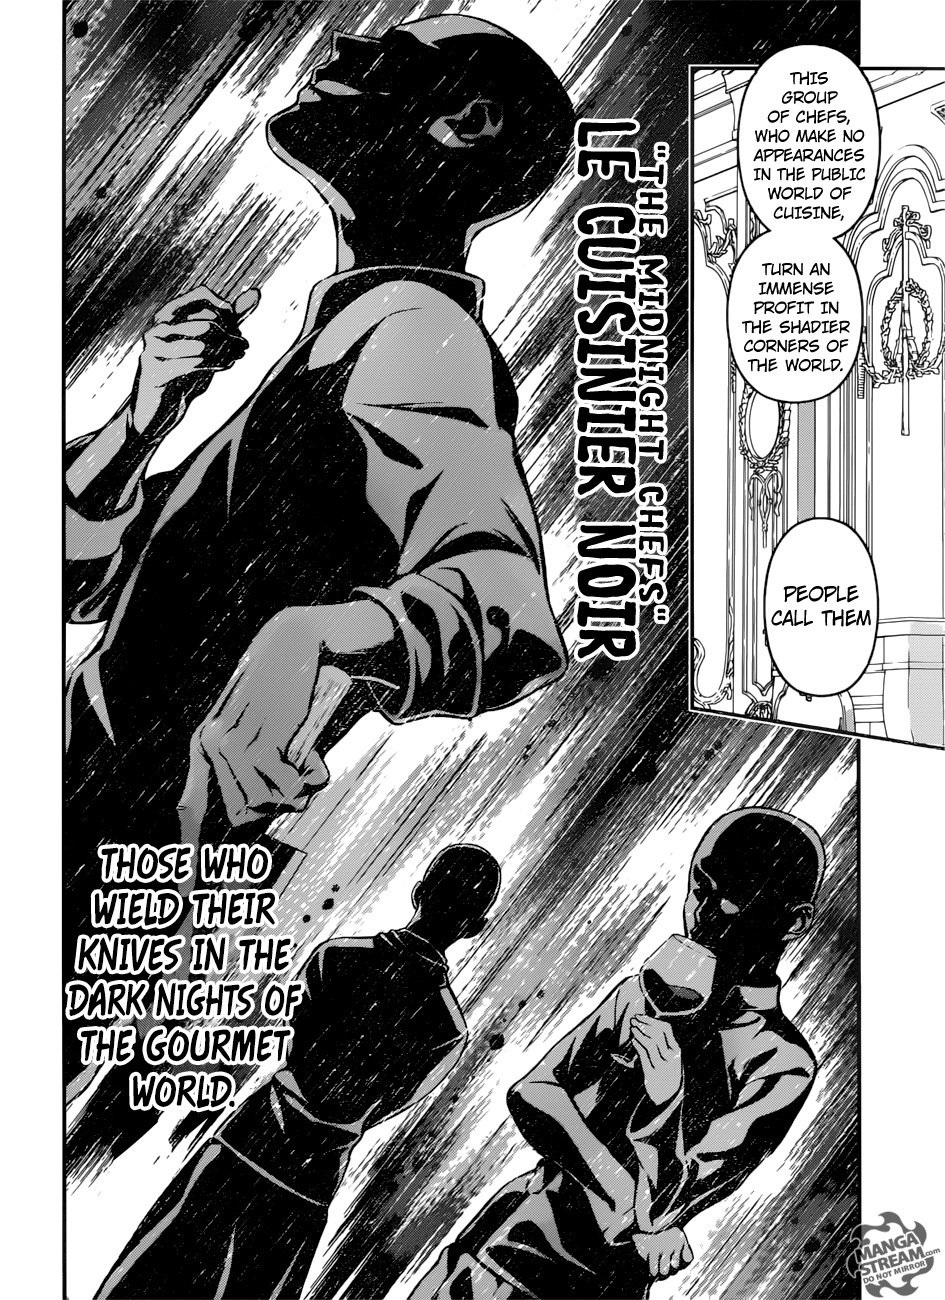 THIS
GROUP
OF CHEFS,
WHO MAKE NO
APPEARANCES
IN THE PUBLIC
WORLD OF
CUISINE,
TURN AN
IMMENSE
PROFIT IN
THE SHADIER
CORNERS OF
THE WORLD.
PEOPLE
CALL THEM
"THE MIDNIGHT CHEFS"
LE CUISINIER NOIR
THOSE WHO
WIELD THEIR
KNIVES IN THE
DARK NIGHTS OF
THE GOURMET
WORLD.
MANGA
STREAM.com
DO NOT MIRROR!